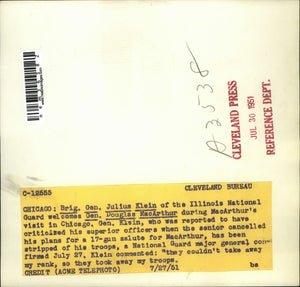 A2538
CLEVELAND PRESS
JUL 30 1951
REFERENCE DEPT.
C-12555 CLEVELAND BUREAU
CHICAGO: Brig. Gen. Julius Klein of the Illinois National
Guard welcomes Gen. Douglas MacArthur during MacArthur's
visit in Chicago. Gen. Klein, who was reported to have
criticized his superior officers when the senior cancelled
his plans for a 17-gun salute for MacArthur, has been
stripped of his troops, a National Guard major general con-
firmed July 27. Klein commented: "they couldn't take away
my rank, so they took away my troops.
CREDIT (ACME TELEPHOTO) 7/27/51 bs